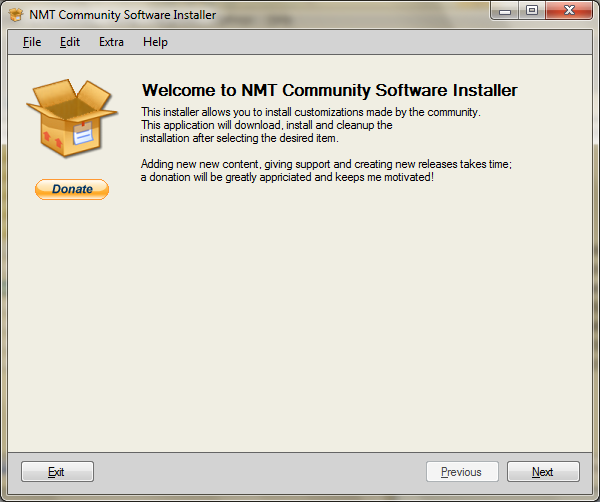 NMT Community Software Installer
File Edit Extra Help
Welcome to NMT Community Software Installer
This installer allows you to install customizations made by the community.
This application will download, install and cleanup the
installation after selecting the desired item.
Adding new new content, giving support and creating new releases takes time;
a donation will be greatly appriciated and keeps me motivated!
Donate
Exit Previous Next